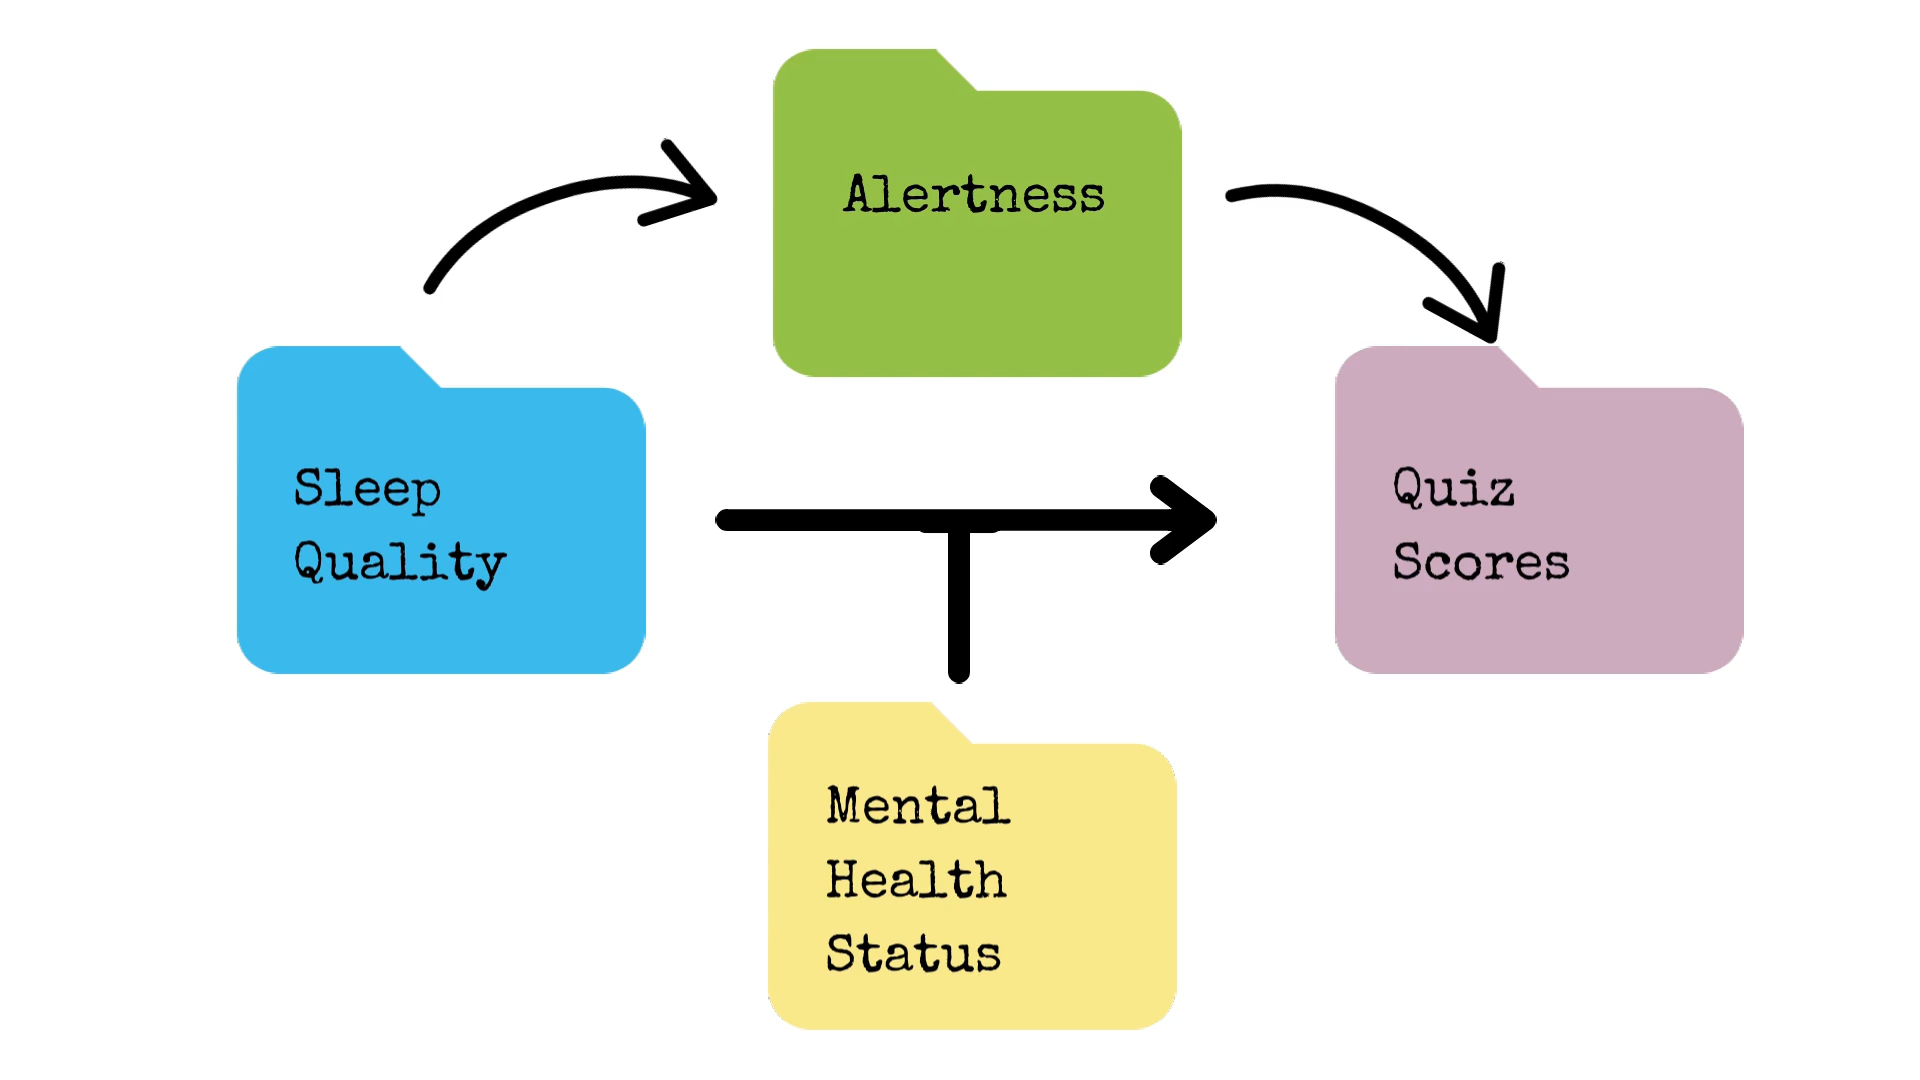 Alertness
Sleep
Quality
Quiz
Scores
Mental
Health
Status